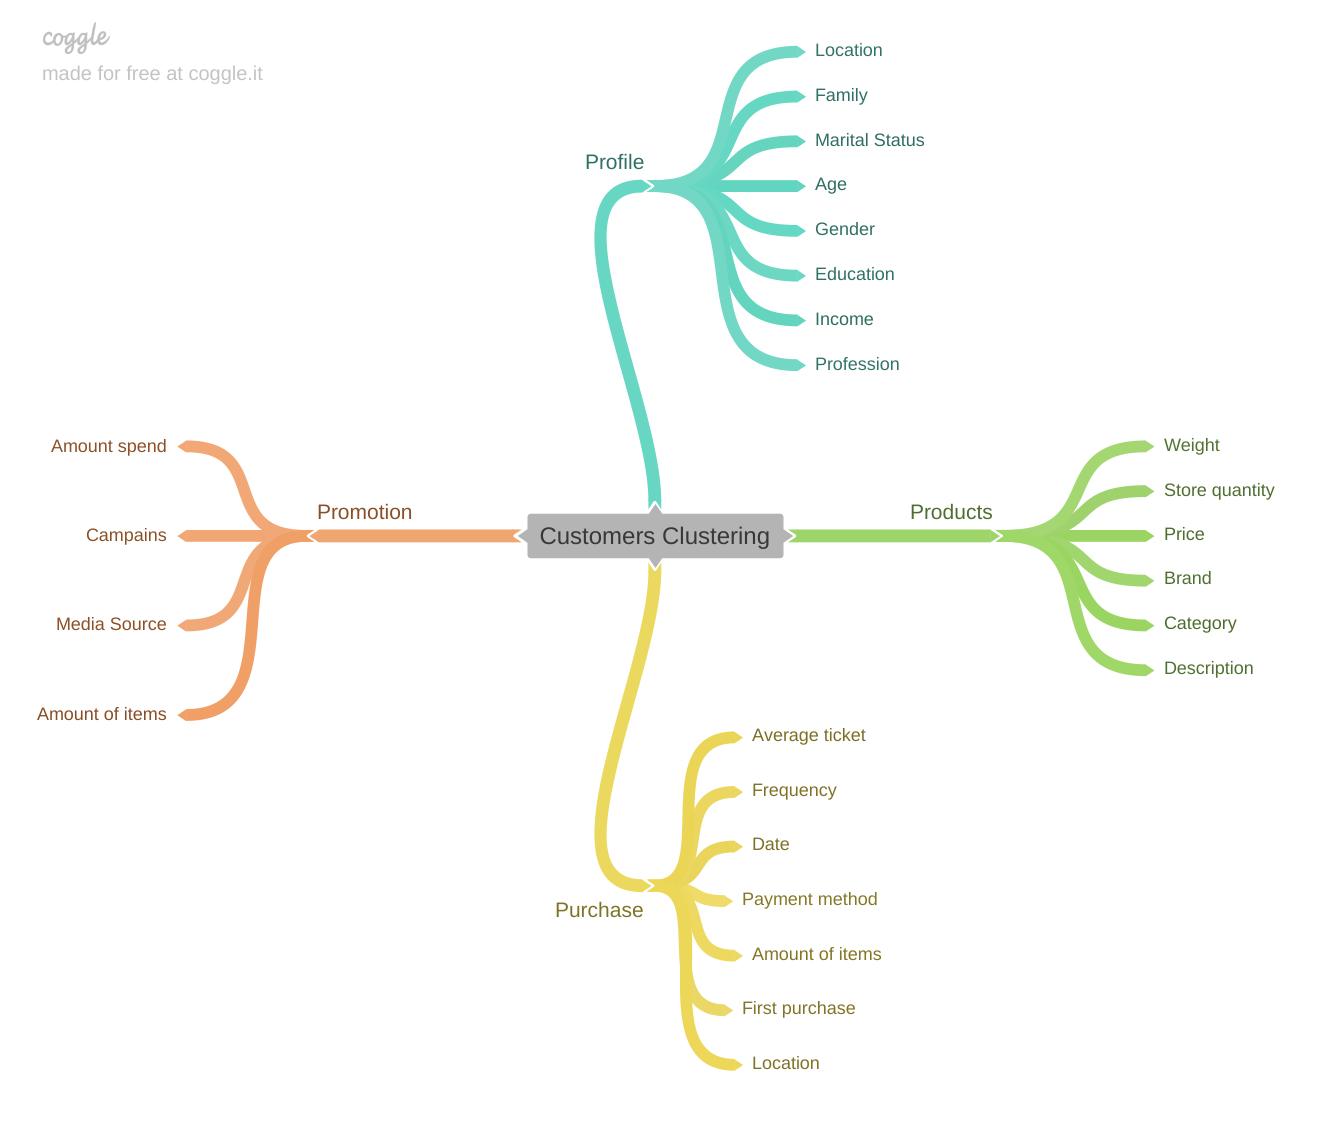 coggle
made for free at coggle.it
Location
Family
Marital Status
Profile
Age
Gender
Education
Income
Profession
Amount spend
Campains
Media Source
Amount of items
Promotion
Customers Clustering
Products
Weight
Store quantity
Price
Brand
Category
Description
Purchase
Average ticket
Frequency
Date
Payment method
Amount of items
First purchase
Location